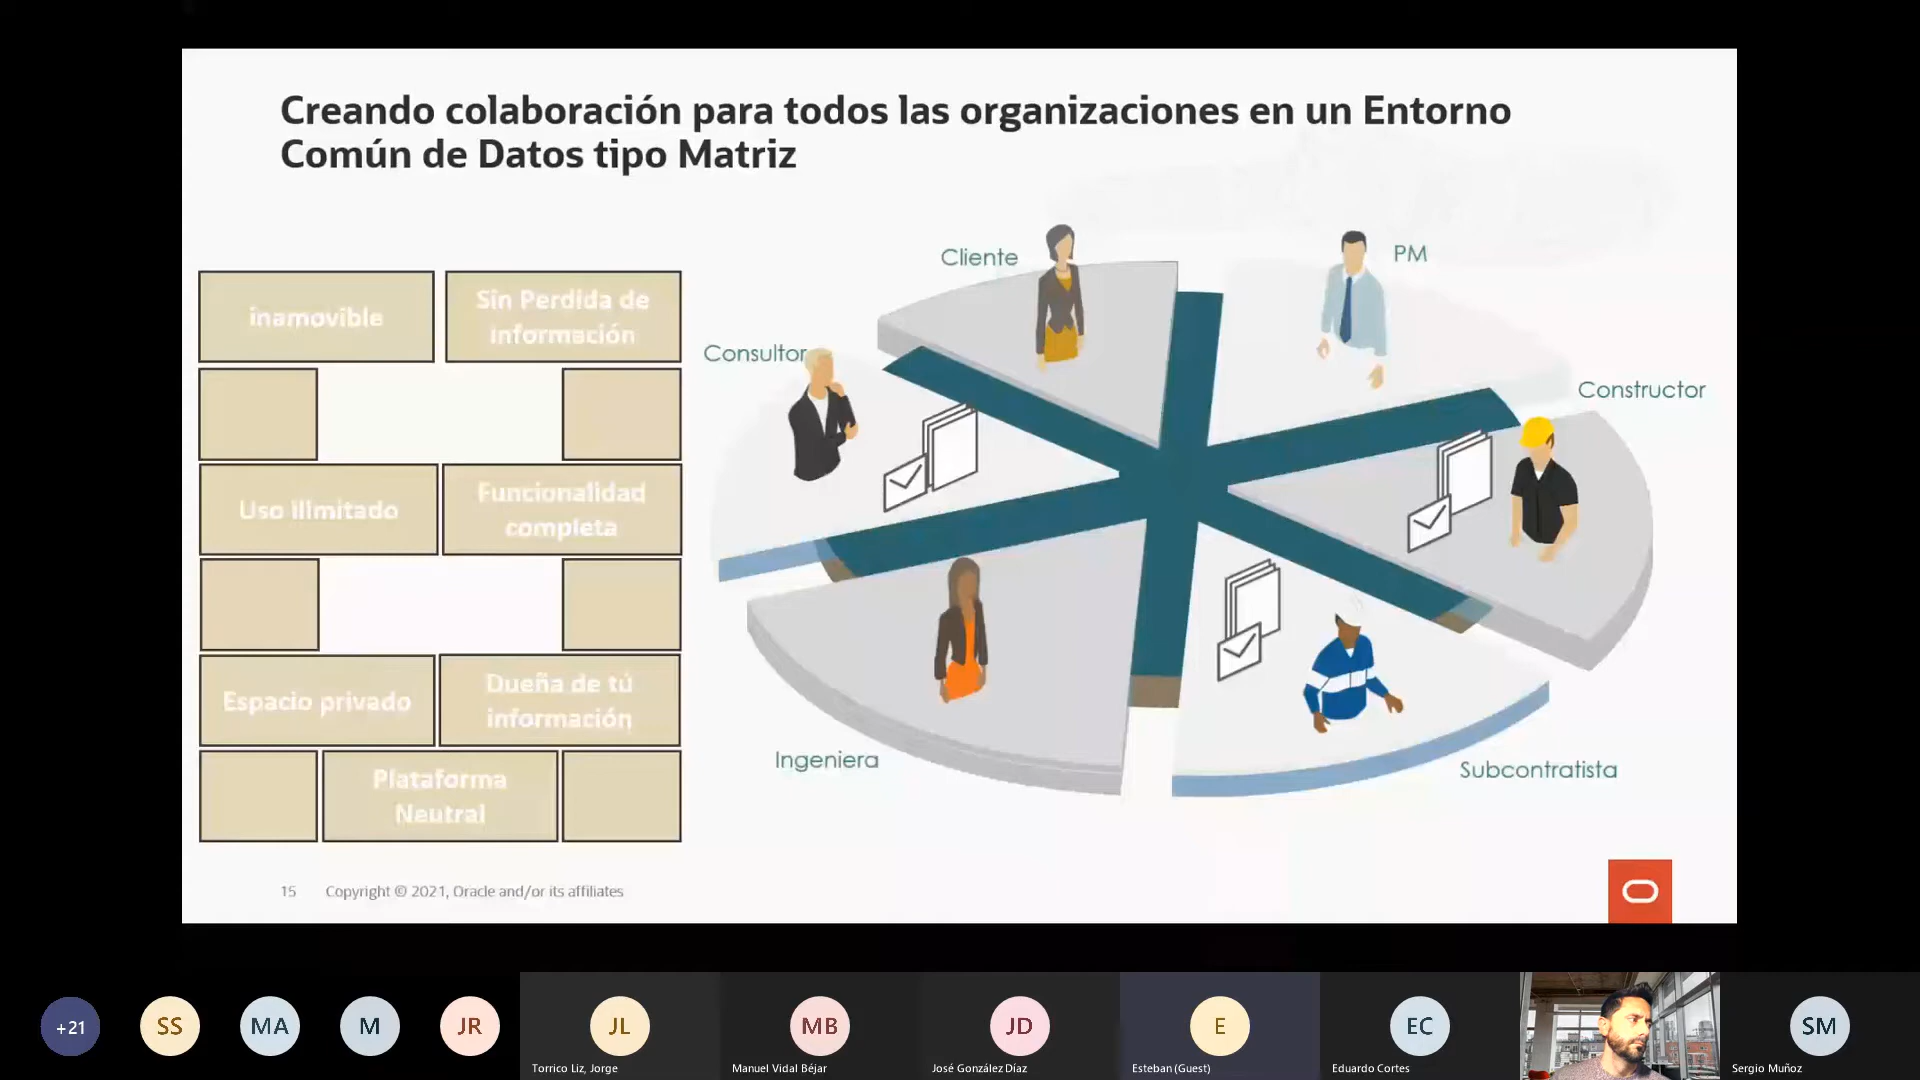 Creando colaboración para todos las organizaciones en un Entorno
Común de Datos tipo Matriz
inamovible
Sin Perdida de
información
Uso ilimitado
Funcionalidad
completa
Espacio privado
Dueña de tú
información
Plataforma
Neutral
Cliente
PM
Consultor
Constructor
Ingeniera
Subcontratista
15 Copyright © 2021, Oracle and/or its affiliates
+21
SS
MA
M
JR
JL
MB
JD
E
EC
SM
Torrico Liz, Jorge
Manuel Vidal Béjar
José González Díaz
Esteban (Guest)
Eduardo Cortes
Sergio Muñoz